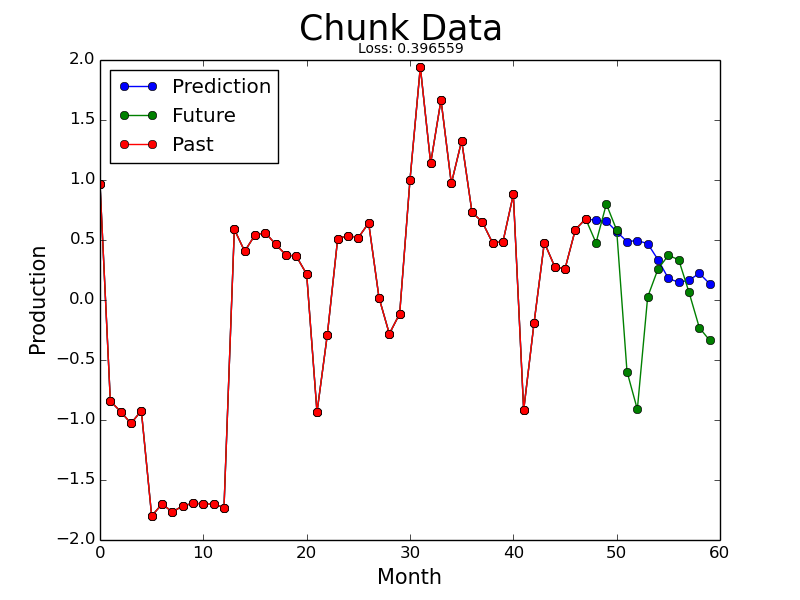 Chunk Data
Loss: 0.396559
2.0
1.5
1.0
0.5
0.0
−0.5
−1.0
−1.5
−2.0
Prediction
Future
Past
Production
0 10 20 30 40 50 60
Month